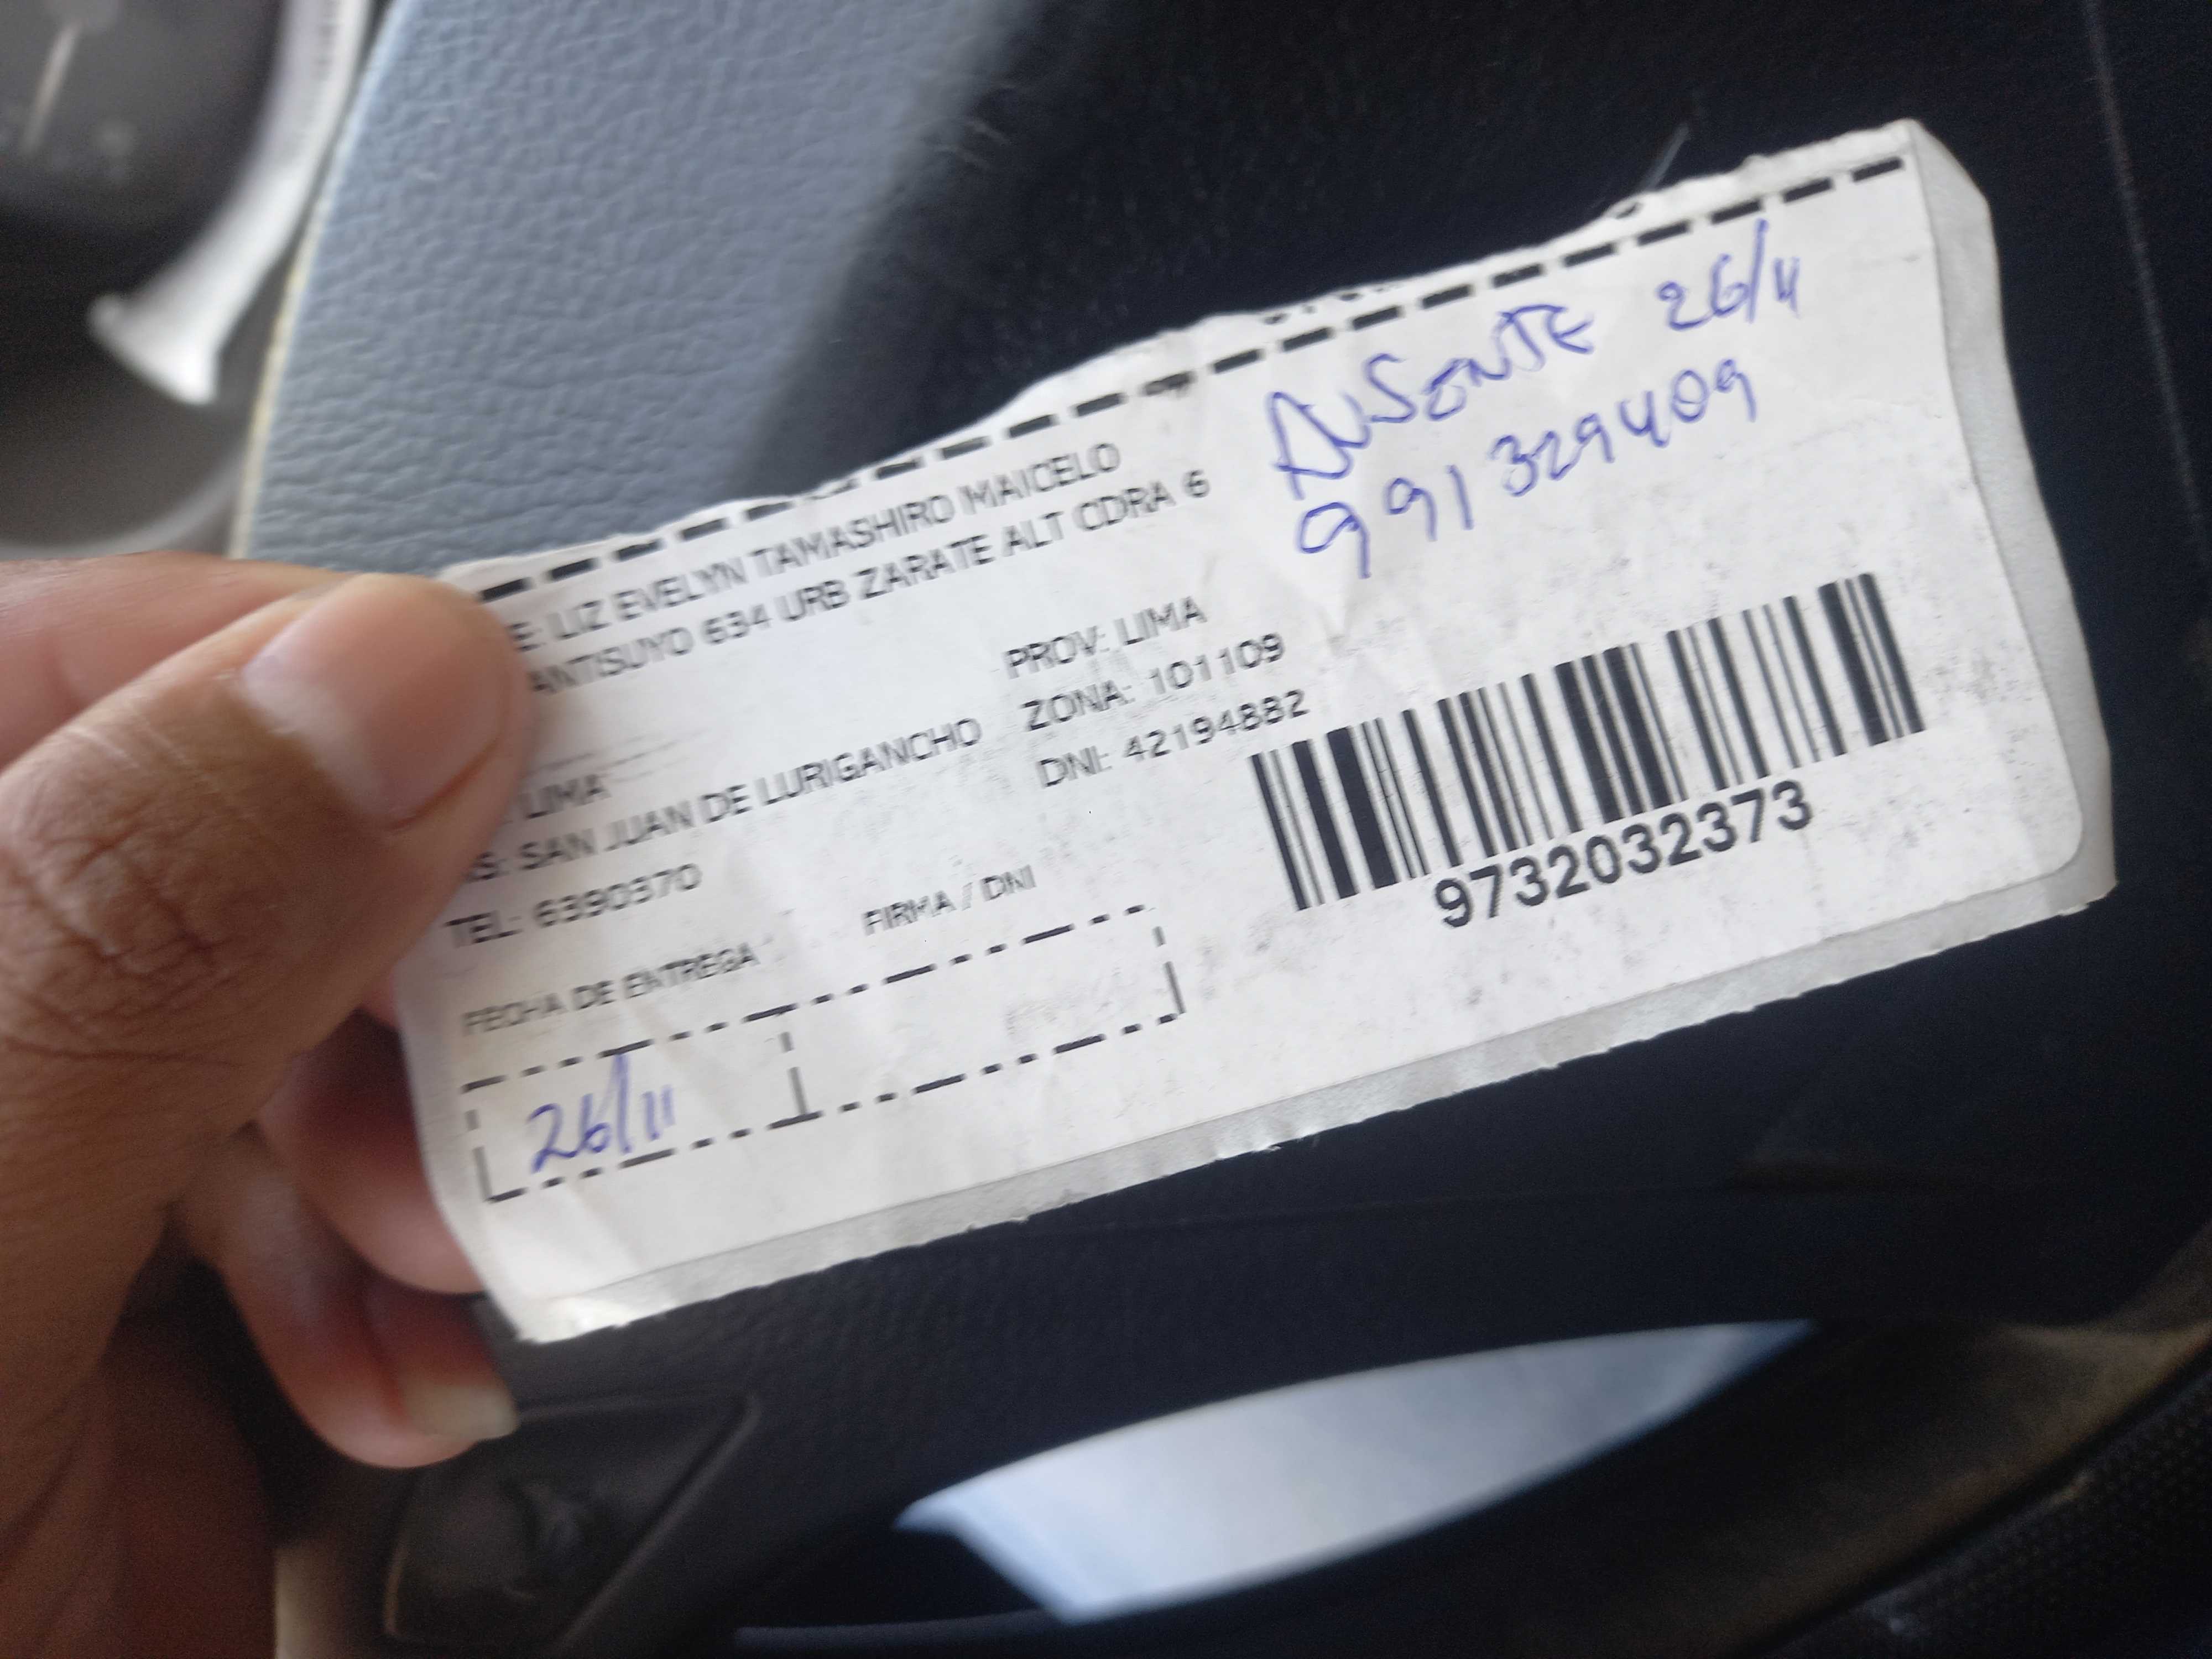 E: LIZ EVELYN TAMASHIRO MAICELO
ANTISUYO 634 URB ZARATE ALT CDRA 6
AUSENTE 26/11
991329409
PROV: LIMA
LIMA
ZONA: 101109
S: SAN JUAN DE LURIGANCHO
DNI: 42194882
TEL: 6390370
FECHA DE ENTREGA
FIRMA / DNI
26/11
9732032373